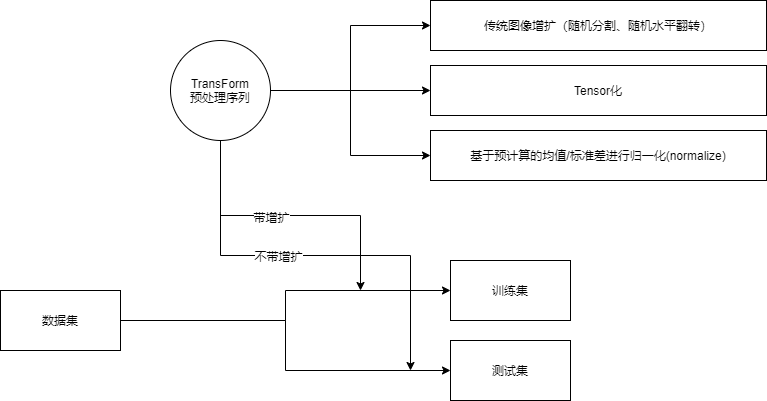 传统图像增扩（随机分割、随机水平翻转）
TransForm
预处理序列
Tensor化
基于预计算的均值/标准差进行归一化(normalize)
带增扩
不带增扩
训练集
数据集
测试集